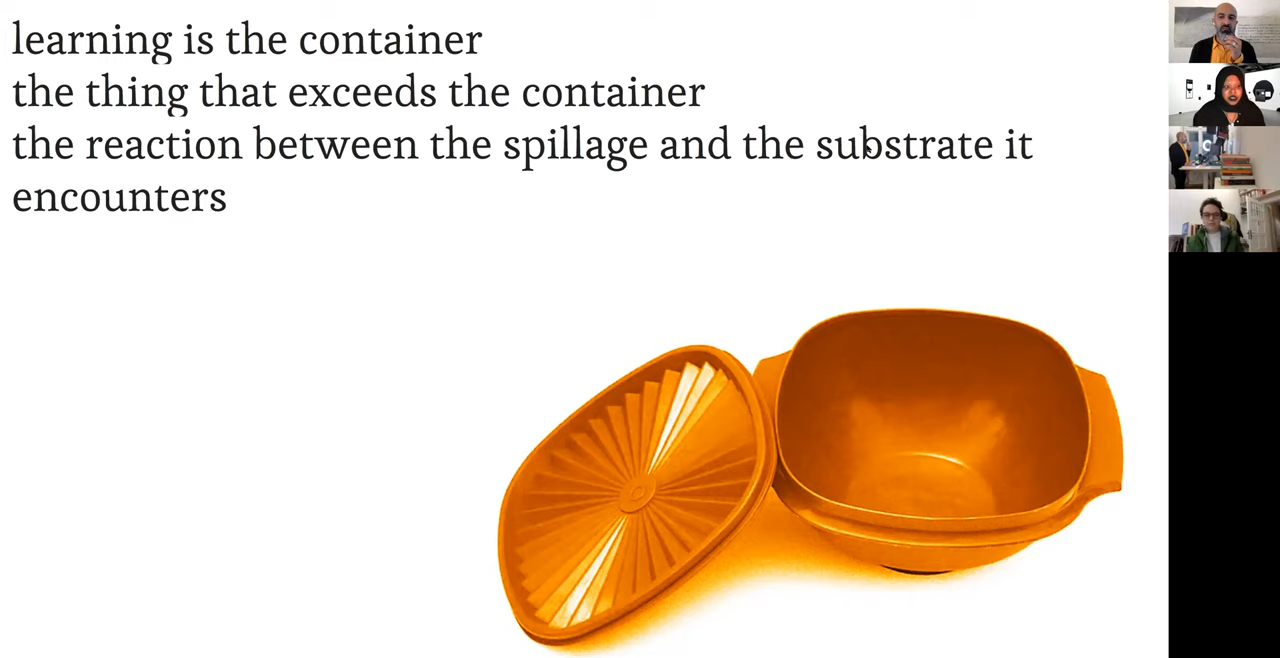 learning is the container
the thing that exceeds the container
the reaction between the spillage and the substrate it
encounters